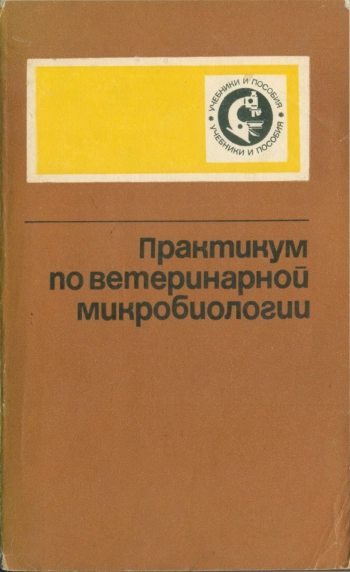 • УЧЕБНИКИ И ПОСОБИЯ •
УЧЕБНИКИ И ПОСОБИЯ
Практикум
по ветеринарной
микробиологии